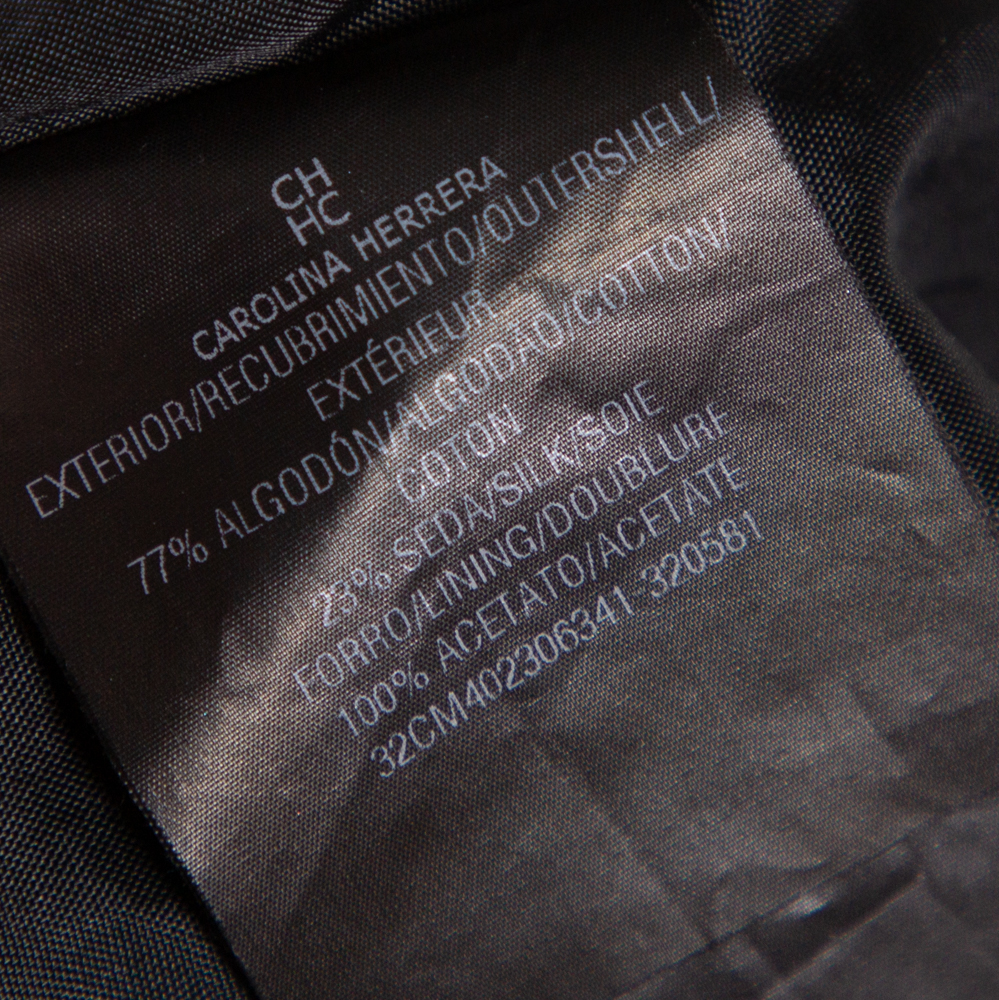 CH
HC
CAROLINA HERRERA
EXTERIOR/RECUBRIMIENTO/OUTERSHELL/
EXTÉRIEUR
77% ALGODÓN/ALGODÃO/COTTON/
COTON
23% SEDA/SILK/SOIE
FORRO/LINING/DOUBLURE
100% ACETATO/ACETATE
32CM402306341-320581